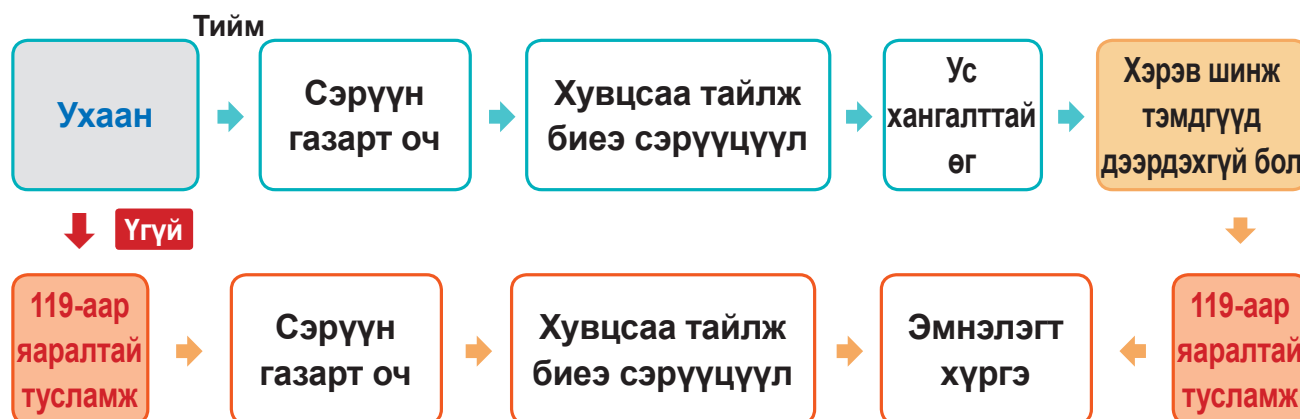 Тийм
Ухаан
Сэрүүн
газарт оч
Хувцсаа тайлж
биеэ сэрүүцүүл
Ус
хангалттай
өг
Хэрэв шинж
тэмдгүүд
дээрдэхгүй бол
Үгүй
119-аар
яаралтай
тусламж
Сэрүүн
газарт оч
Хувцсаа тайлж
биеэ сэрүүцүүл
Эмнэлэгт
хүргэ
119-аар
яаралтай
тусламж